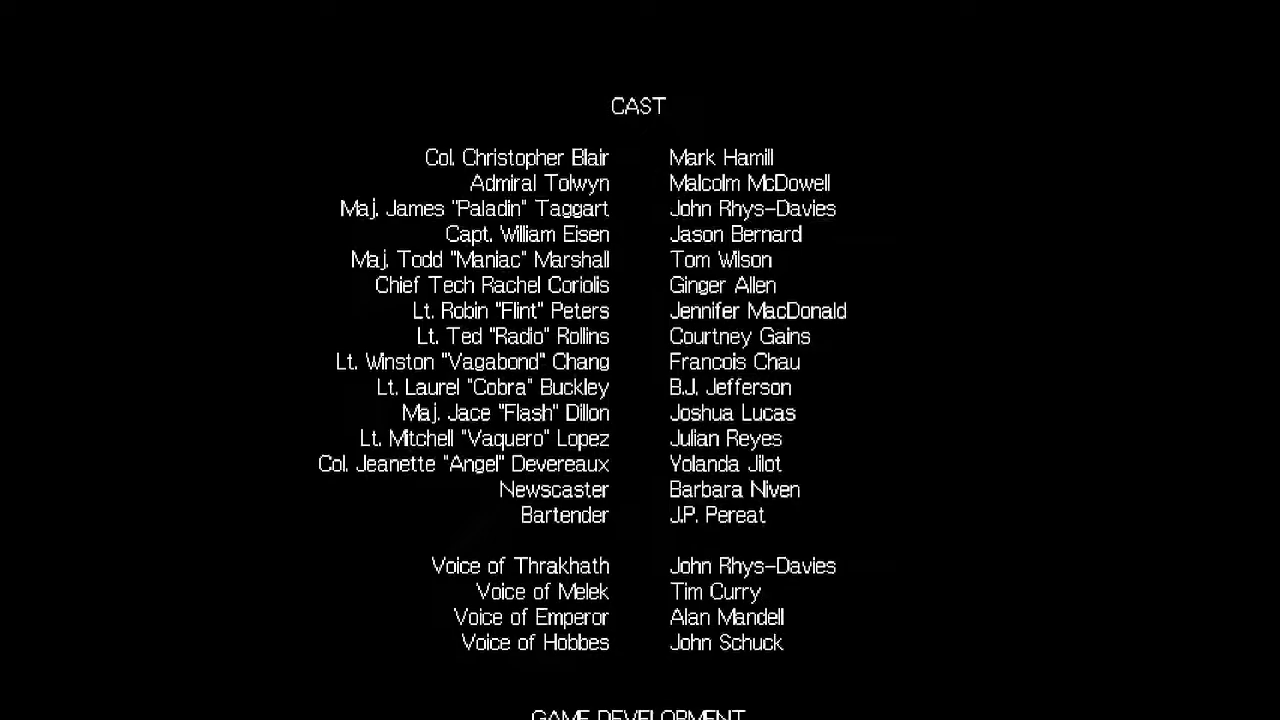 CAST
Col. Christopher Blair Mark Hamill
Admiral Tolwyn Malcolm McDowell
Maj. James "Paladin" Taggart John Rhys-Davies
Capt. William Eisen Jason Bernard
Maj. Todd "Maniac" Marshall Tom Wilson
Chief Tech Rachel Coriolis Ginger Allen
Lt. Robin "Flint" Peters Jennifer MacDonald
Lt. Ted "Radio" Rollins Courtney Gains
Lt. Winston "Vagabond" Chang Francois Chau
Lt. Laurel "Cobra" Buckley B.J. Jefferson
Maj. Jace "Flash" Dillon Joshua Lucas
Lt. Mitchell "Vaquero" Lopez Julian Reyes
Col. Jeanette "Angel" Devereaux Yolanda Jilot
Newscaster Barbara Niven
Bartender J.P. Pereat
Voice of Thrakhath John Rhys-Davies
Voice of Melek Tim Curry
Voice of Emperor Alan Mandell
Voice of Hobbes John Schuck
GAME DEVELOPMENT